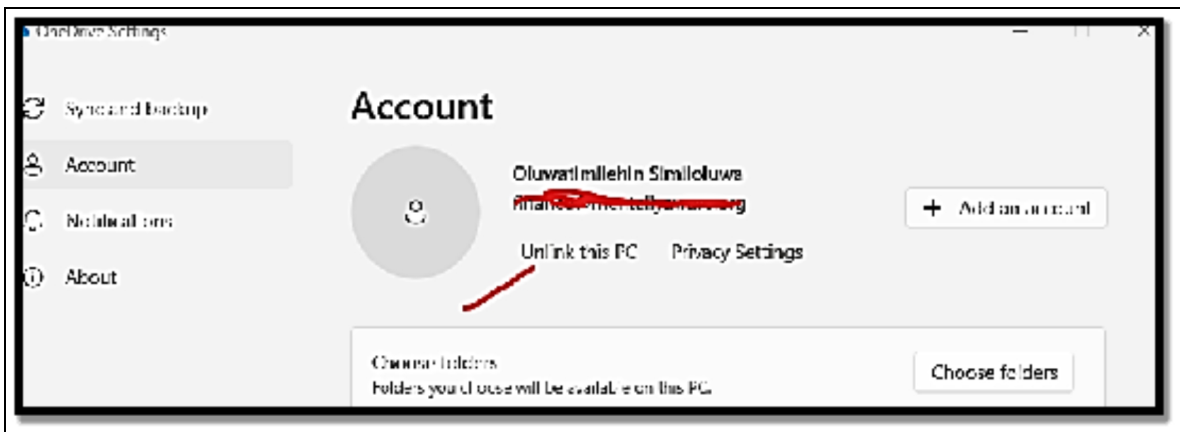 OneDrive Settings
Sync and backup
Account
Notifications
About
Account
Oluwatimilehin Similoluwa
Add an account
Unlink this PC Privacy Settings
Choose folders
Folders you choose will be available on this PC.
Choose folders